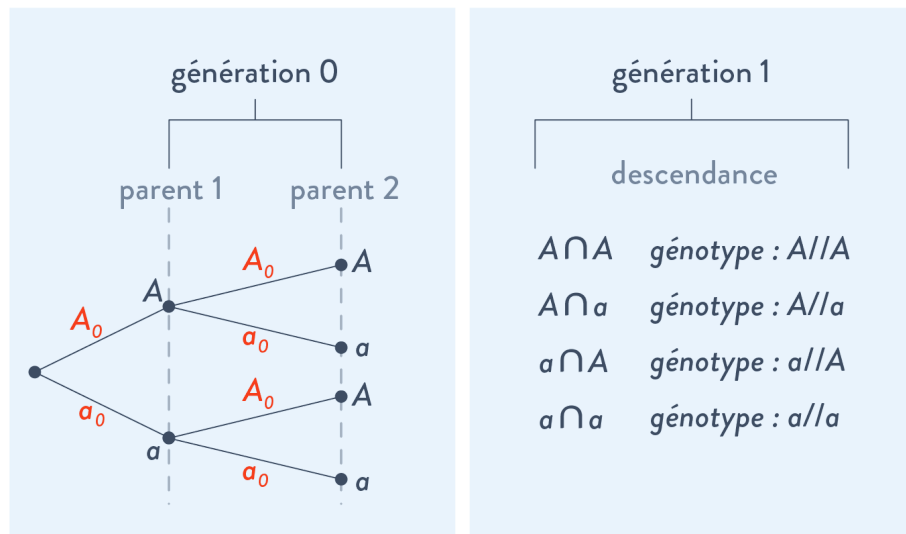 génération 0
parent 1 parent 2
A₀ A A₀ A
a₀ a
a₀ a A₀ A
a₀ a
génération 1
descendance
A∩A génotype : A//A
A∩a génotype : A//a
a∩A génotype : a//A
a∩a génotype : a//a